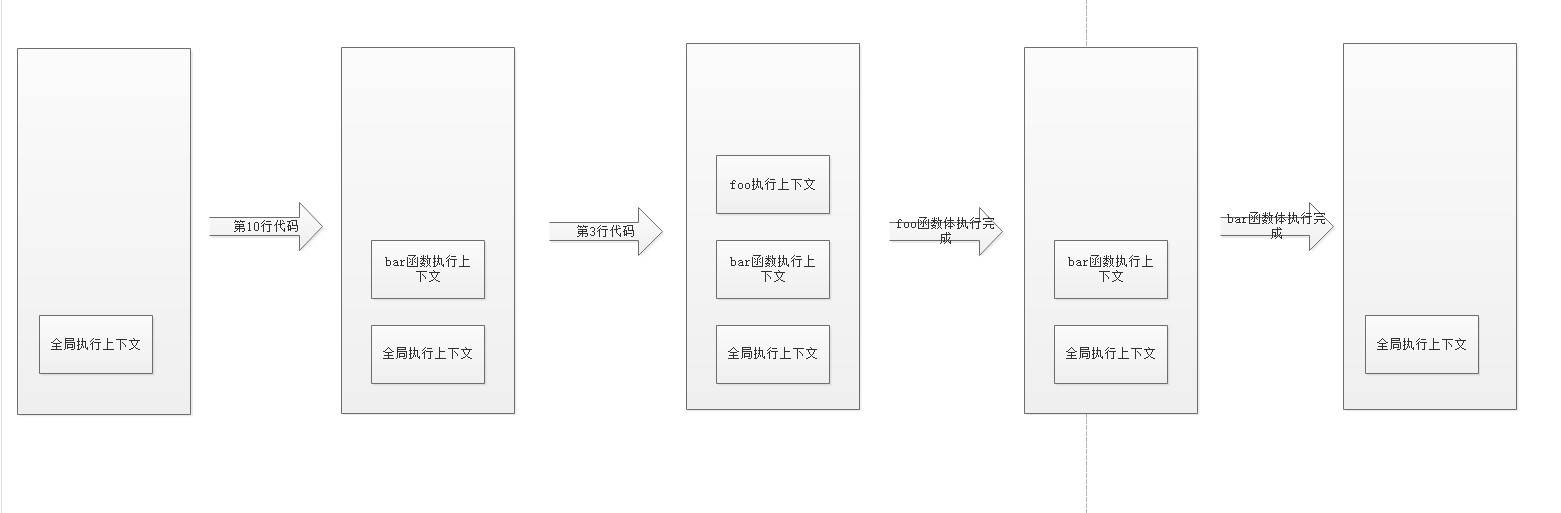 全局执行上下文
第10行代码
bar函数执行上
下文
全局执行上下文
第3行代码
foo执行上下文
bar函数执行上
下文
全局执行上下文
foo函数体执行完
成
bar函数执行上
下文
全局执行上下文
bar函数体执行完
成
全局执行上下文